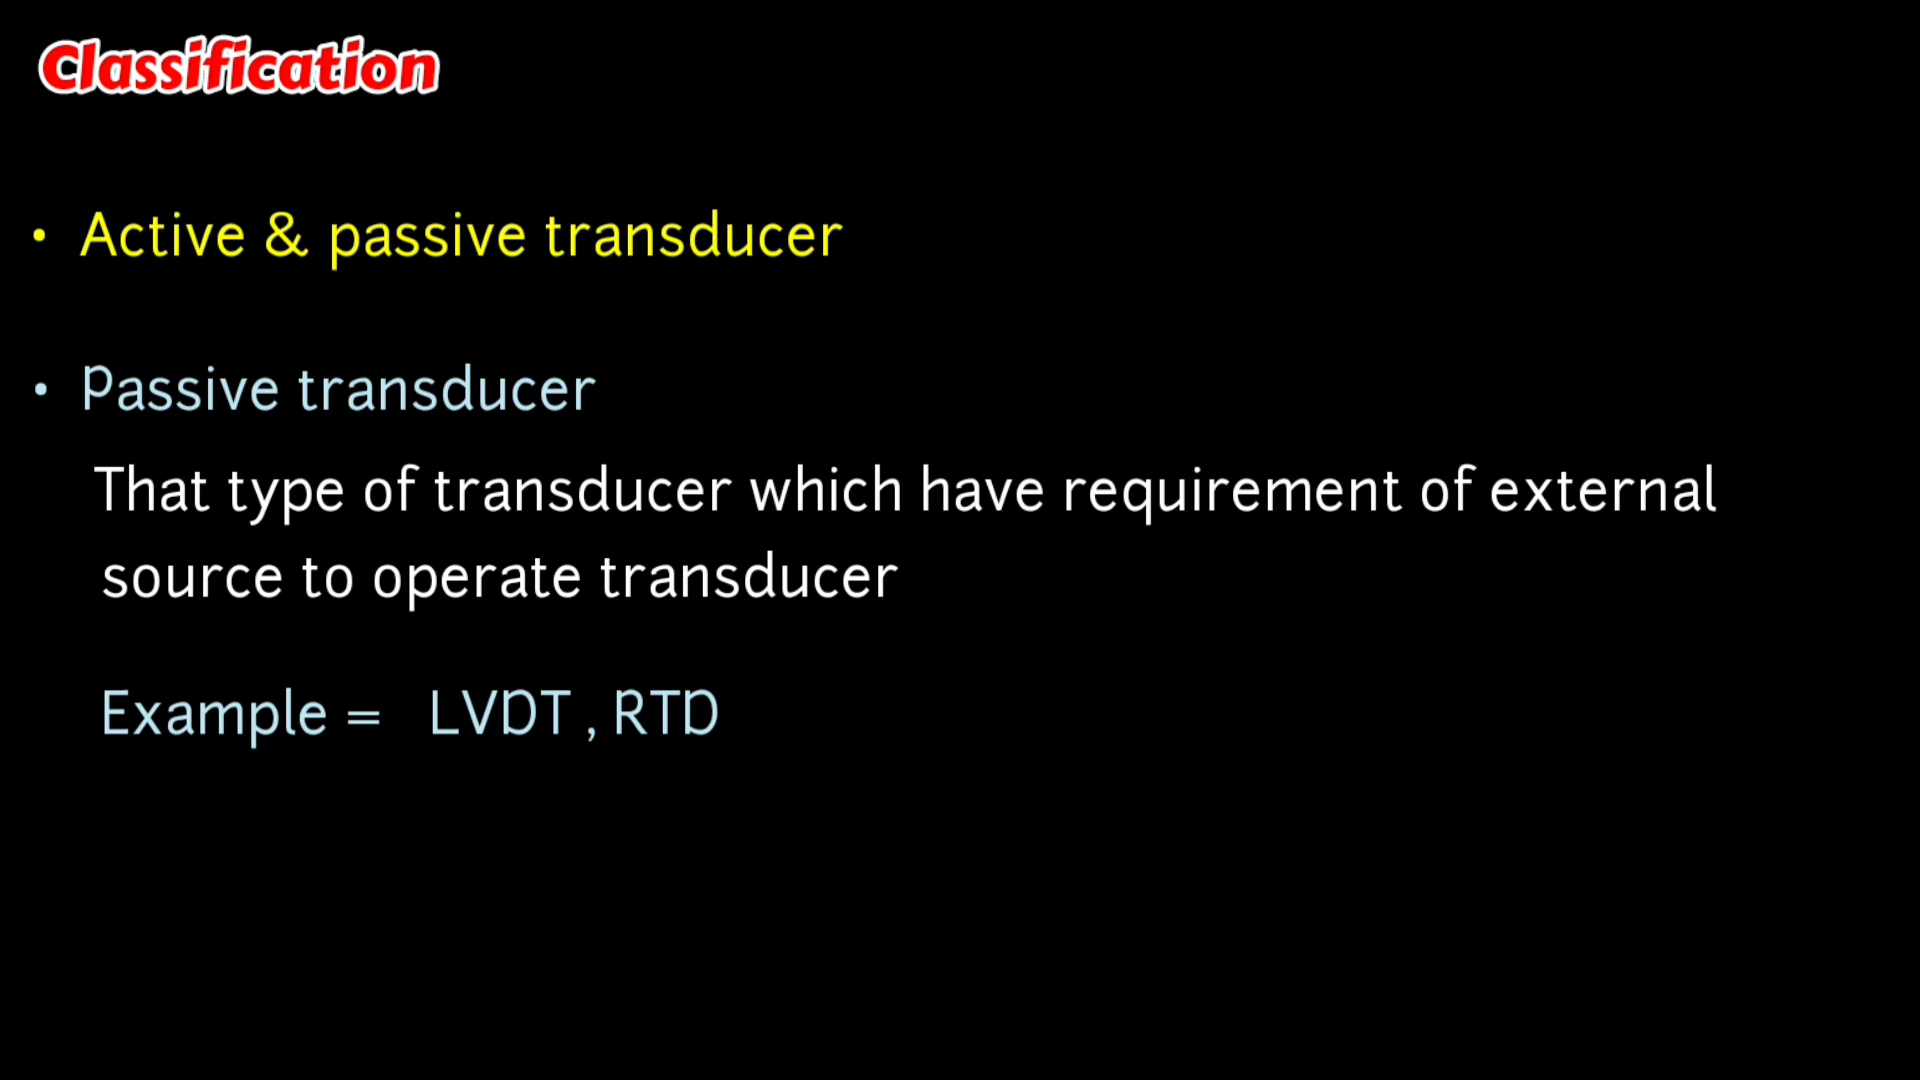 Classification
• Active & passive transducer
• Passive transducer
That type of transducer which have requirement of external
source to operate transducer
Example = LVDT , RTD